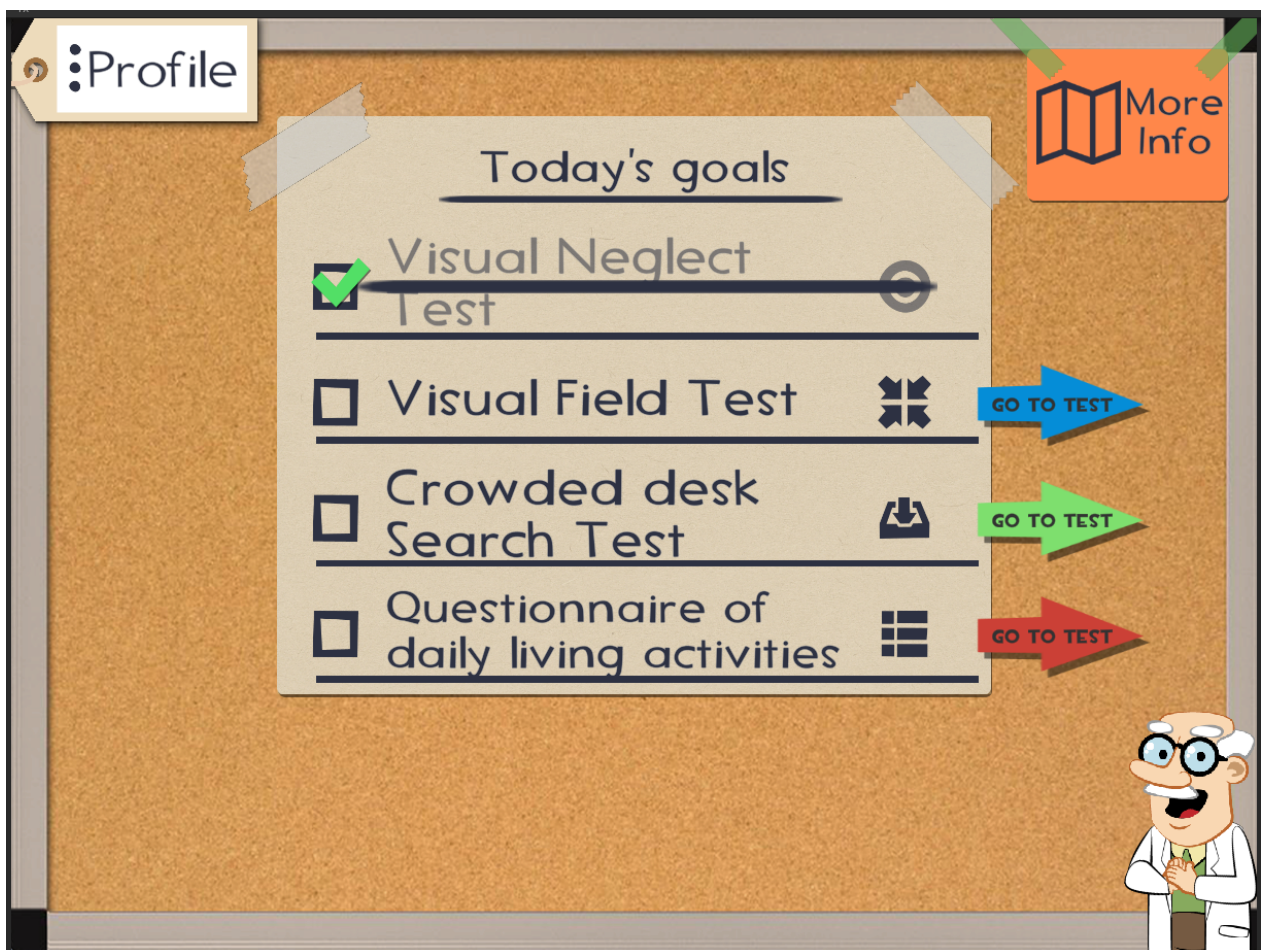 Profile
More
Info
Today's goals
Visual Neglect
Test
Visual Field Test
GO TO TEST
Crowded desk
Search Test
GO TO TEST
Questionnaire of
daily living activities
GO TO TEST